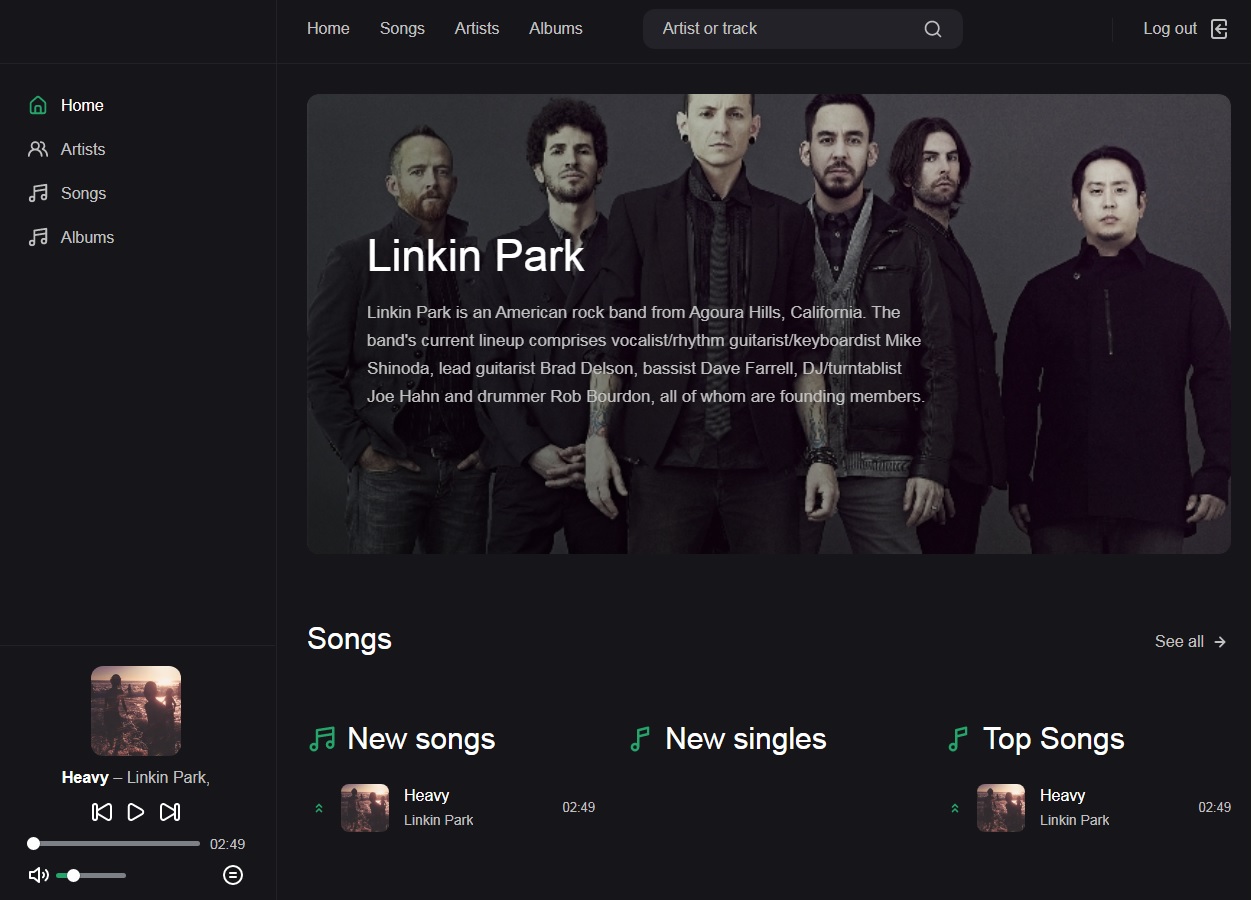 Home Songs Artists Albums Artist or track Log out
Home
Artists
Songs
Albums
Linkin Park
Linkin Park is an American rock band from Agoura Hills, California. The
band's current lineup comprises vocalist/rhythm guitarist/keyboardist Mike
Shinoda, lead guitarist Brad Delson, bassist Dave Farrell, DJ/turntablist
Joe Hahn and drummer Rob Bourdon, all of whom are founding members.
Songs See all
New songs New singles Top Songs
Heavy
Linkin Park
02:49
Heavy
Linkin Park
02:49
Heavy – Linkin Park,
02:49